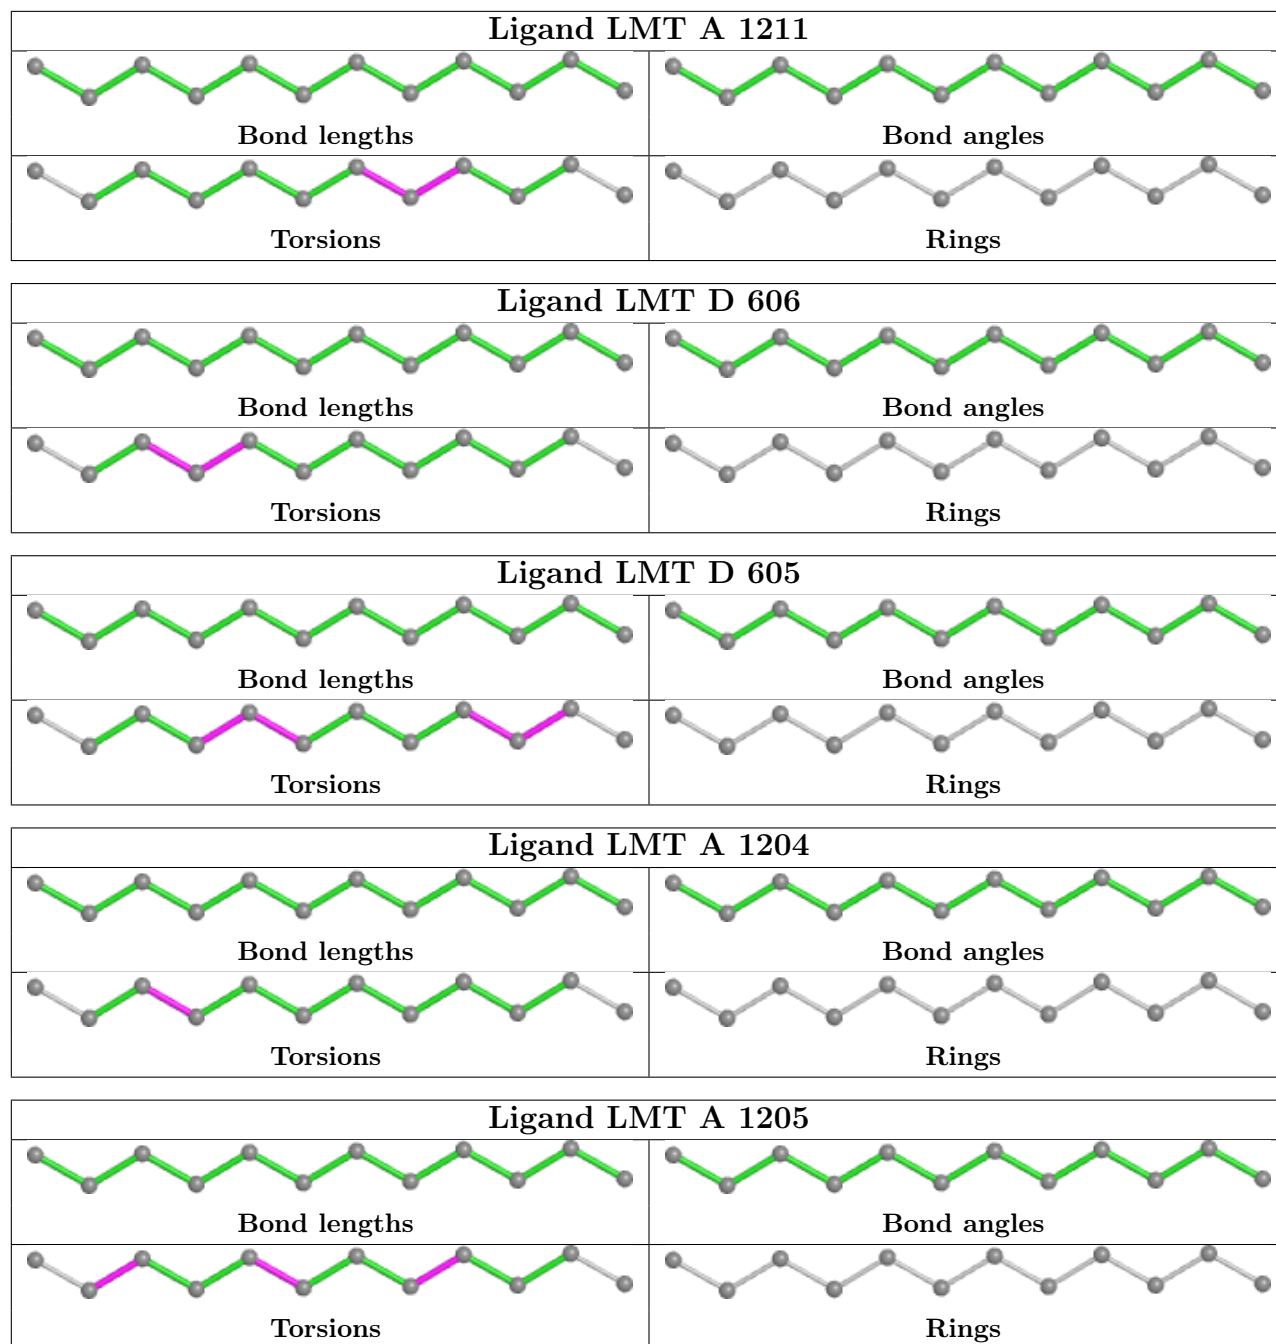 Ligand LMT A 1211
Bond lengths
Bond angles
Torsions
Rings
Ligand LMT D 606
Bond lengths
Bond angles
Torsions
Rings
Ligand LMT D 605
Bond lengths
Bond angles
Torsions
Rings
Ligand LMT A 1204
Bond lengths
Bond angles
Torsions
Rings
Ligand LMT A 1205
Bond lengths
Bond angles
Torsions
Rings